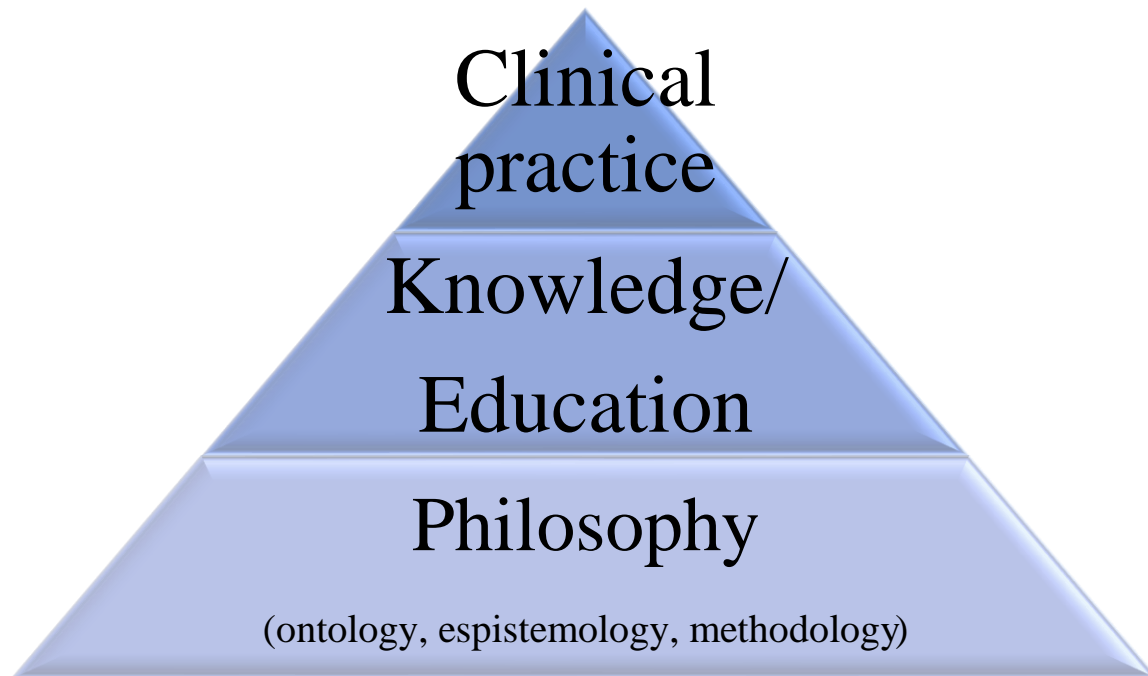 Clinical
practice
Knowledge/
Education
Philosophy
(ontology, espistemology, methodology)